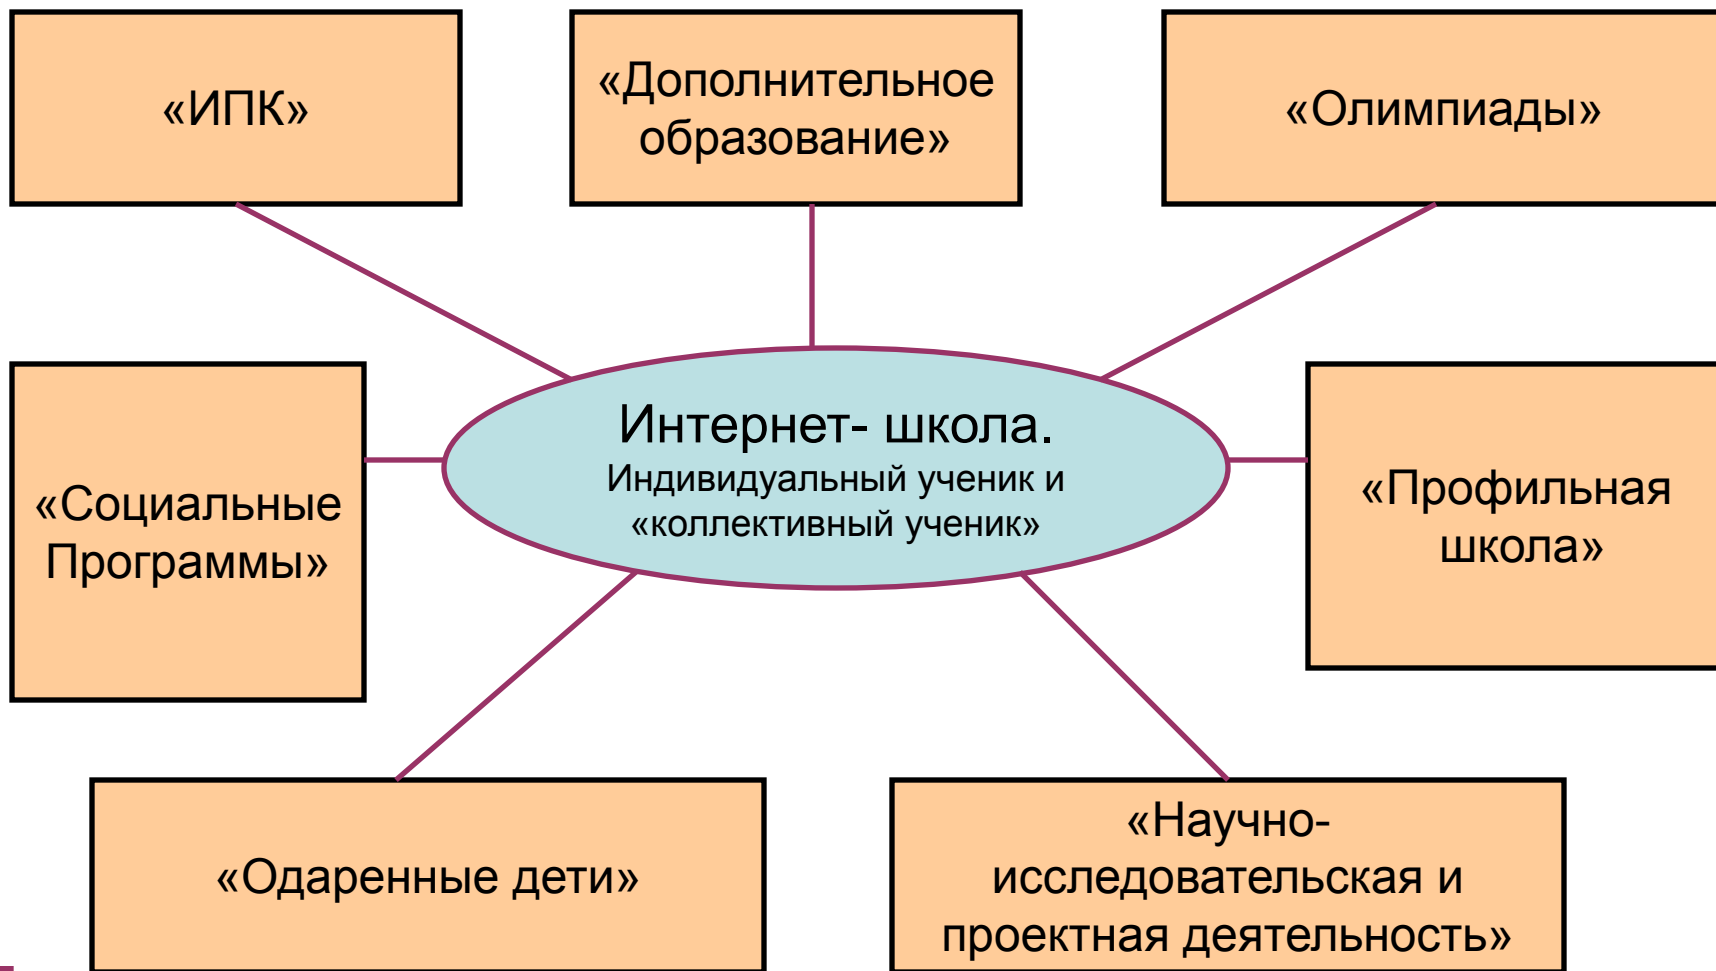 «ИПК»
«Дополнительное
образование»
«Олимпиады»
Интернет- школа.
Индивидуальный ученик и
«коллективный ученик»
«Социальные
Программы»
«Профильная
школа»
«Одаренные дети»
«Научно-
исследовательская и
проектная деятельность»